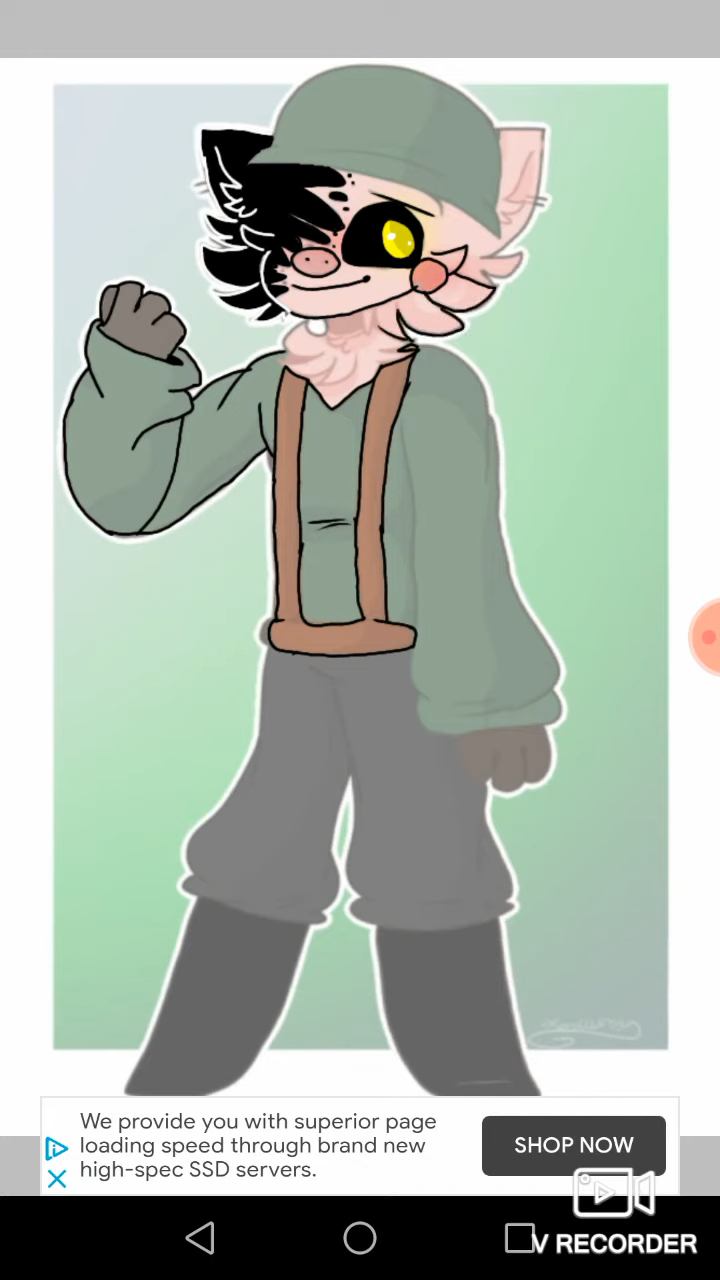 We provide you with superior page
loading speed through brand new
high-spec SSD servers.
SHOP NOW
V RECORDER